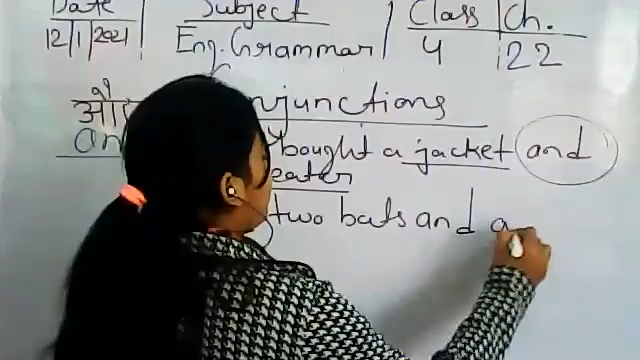 Date Subject Class Ch.
12/1/2021 Eng. Grammar 4 22
njunctions
an bought a jacket and
eater
two bats and a